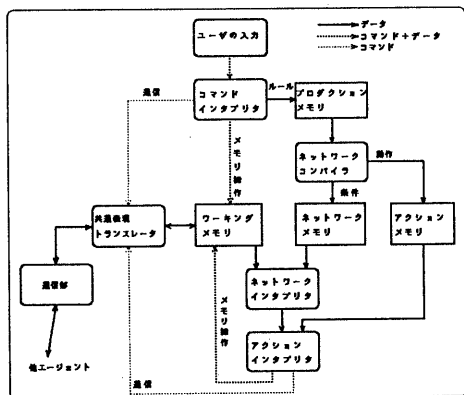 データ
コマンド+データ
コマンド
ユーザの入力
コマンド
インタプリタ
ルール
プロダクション
メモリ
通信
メモリ操作
ネットワーク
コンパイラ
動作
条件
共通表現
トランスレータ
ワーキング
メモリ
ネットワーク
メモリ
アクション
メモリ
通信部
ネットワーク
インタプリタ
メモリ操作
アクション
インタプリタ
他エージェント
通信